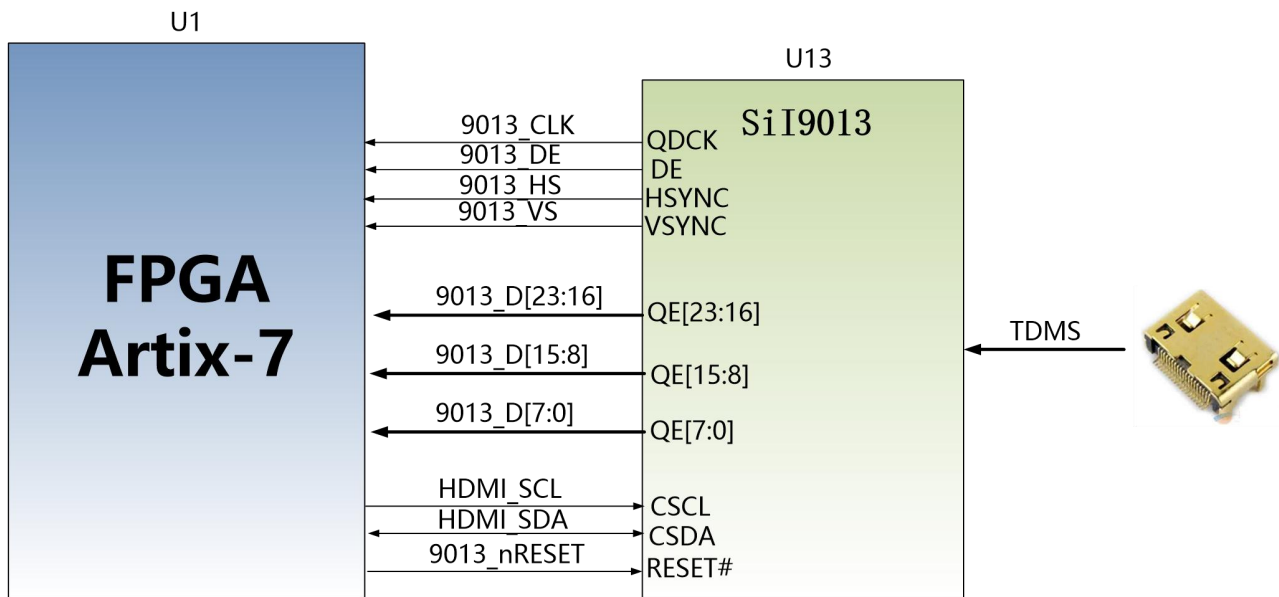 U1
U13
SiI9013
9013_CLK
QDCK
9013_DE
DE
9013_HS
HSYNC
9013_VS
VSYNC
FPGA
Artix-7
9013_D[23:16]
QE[23:16]
TDMS
9013_D[15:8]
QE[15:8]
9013_D[7:0]
QE[7:0]
HDMI_SCL
CSCL
HDMI_SDA
CSDA
9013_nRESET
RESET#